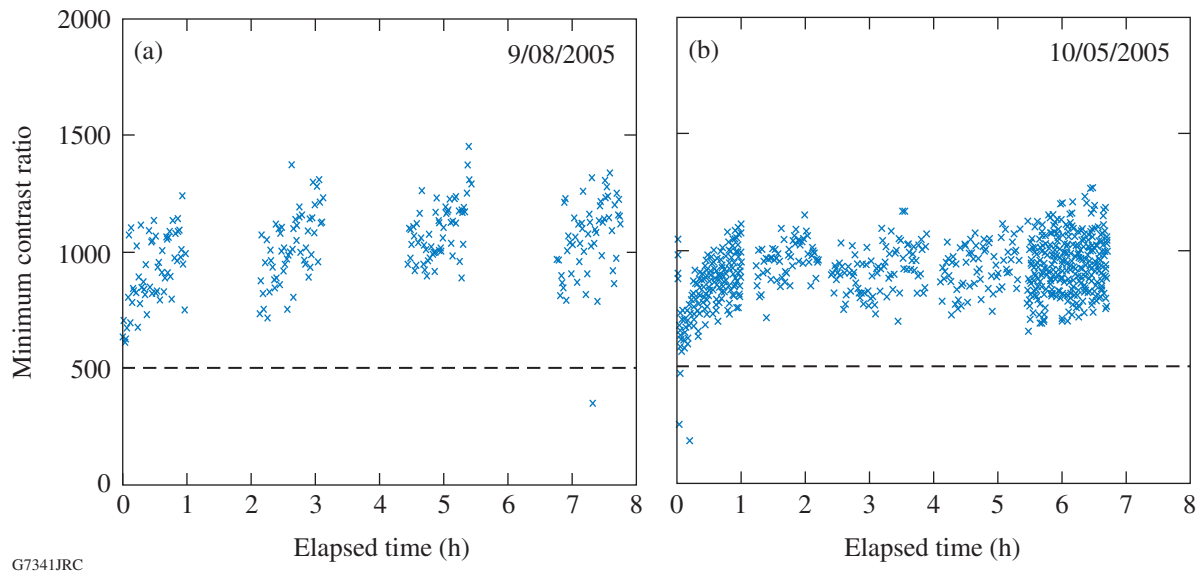 (a)
9/08/2005
2000
1500
1000
500
0
Minimum contrast ratio
0 1 2 3 4 5 6 7 8
Elapsed time (h)
(b)
10/05/2005
0 1 2 3 4 5 6 7 8
Elapsed time (h)
G7341JRC